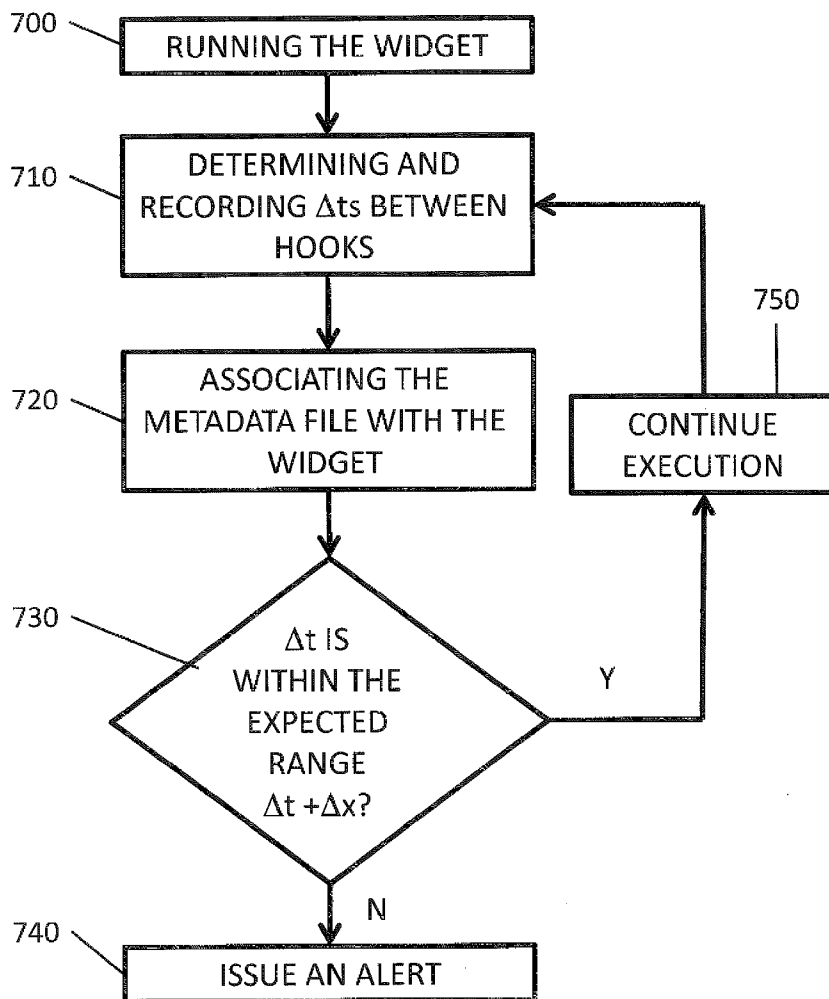 700
RUNNING THE WIDGET
710
DETERMINING AND
RECORDING Δts BETWEEN
HOOKS
750
720
ASSOCIATING THE
METADATA FILE WITH THE
WIDGET
CONTINUE
EXECUTION
730
Δt IS
WITHIN THE
EXPECTED
RANGE
Δt +Δx?
Y
N
740
ISSUE AN ALERT